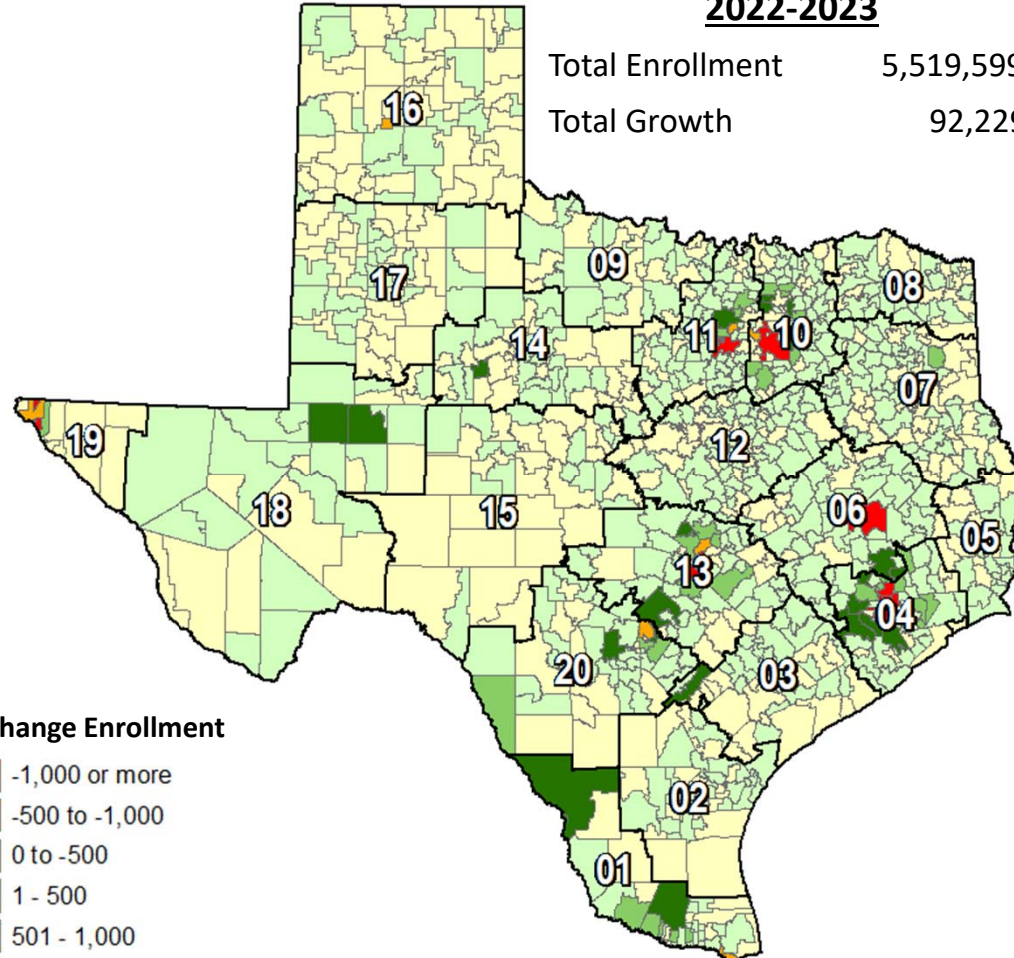 2022-2023
Total Enrollment 5,519,599
Total Growth 92,229
16
17
09
08
11
10
14
07
19
12
18
15
06
05
13
04
20
03
02
01
hange Enrollment
-1,000 or more
-500 to -1,000
0 to -500
1 - 500
501 - 1,000